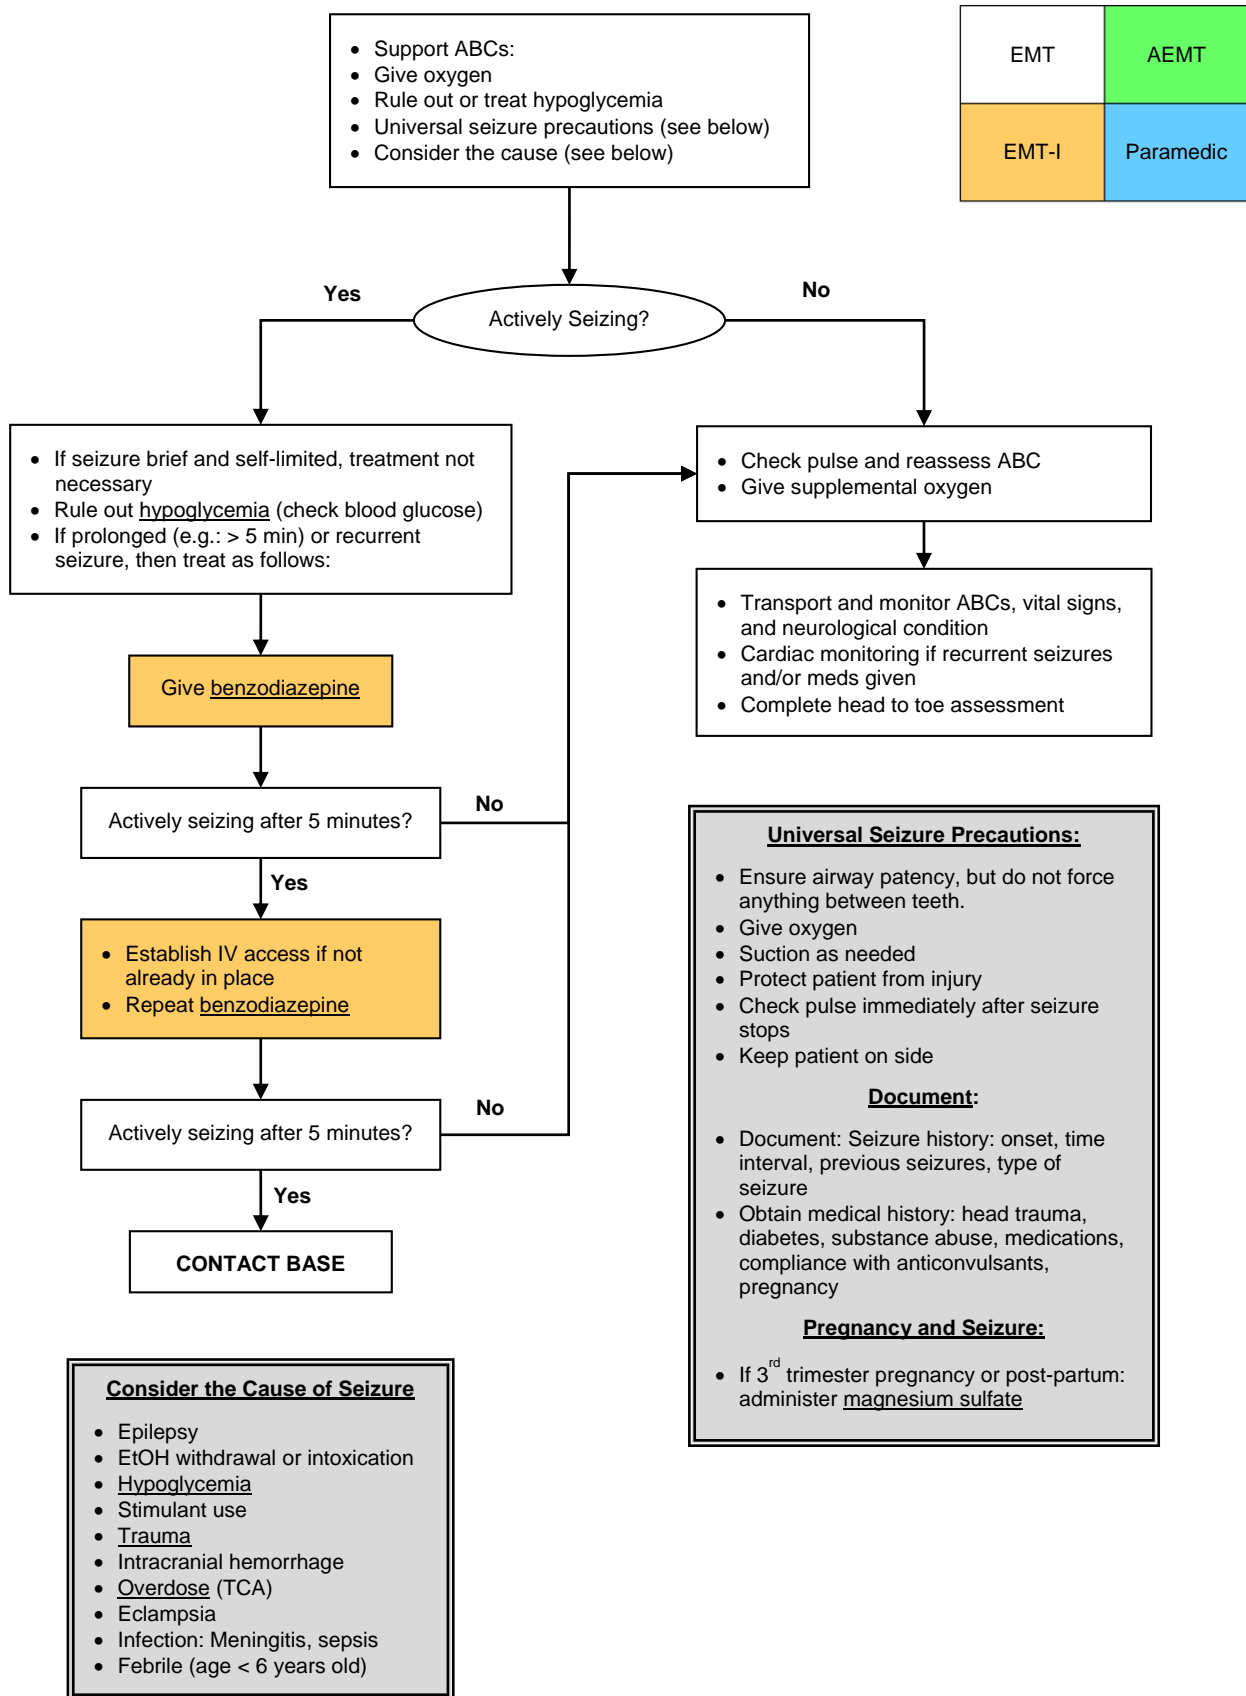 • Support ABCs:
• Give oxygen
• Rule out or treat hypoglycemia
• Universal seizure precautions (see below)
• Consider the cause (see below)
EMT
AEMT
EMT-I
Paramedic
Actively Seizing?
Yes
No
• If seizure brief and self-limited, treatment not
necessary
• Rule out hypoglycemia (check blood glucose)
• If prolonged (e.g.: > 5 min) or recurrent
seizure, then treat as follows:
Give benzodiazepine
Actively seizing after 5 minutes?
No
Yes
• Establish IV access if not
already in place
• Repeat benzodiazepine
Actively seizing after 5 minutes?
No
Yes
CONTACT BASE
• Check pulse and reassess ABC
• Give supplemental oxygen
• Transport and monitor ABCs, vital signs,
and neurological condition
• Cardiac monitoring if recurrent seizures
and/or meds given
• Complete head to toe assessment
Universal Seizure Precautions:
• Ensure airway patency, but do not force
anything between teeth.
• Give oxygen
• Suction as needed
• Protect patient from injury
• Check pulse immediately after seizure
stops
• Keep patient on side
Document:
• Document: Seizure history: onset, time
interval, previous seizures, type of
seizure
• Obtain medical history: head trauma,
diabetes, substance abuse, medications,
compliance with anticonvulsants,
pregnancy
Pregnancy and Seizure:
• If 3rd trimester pregnancy or post-partum:
administer magnesium sulfate
Consider the Cause of Seizure
• Epilepsy
• EtOH withdrawal or intoxication
• Hypoglycemia
• Stimulant use
• Trauma
• Intracranial hemorrhage
• Overdose (TCA)
• Eclampsia
• Infection: Meningitis, sepsis
• Febrile (age < 6 years old)